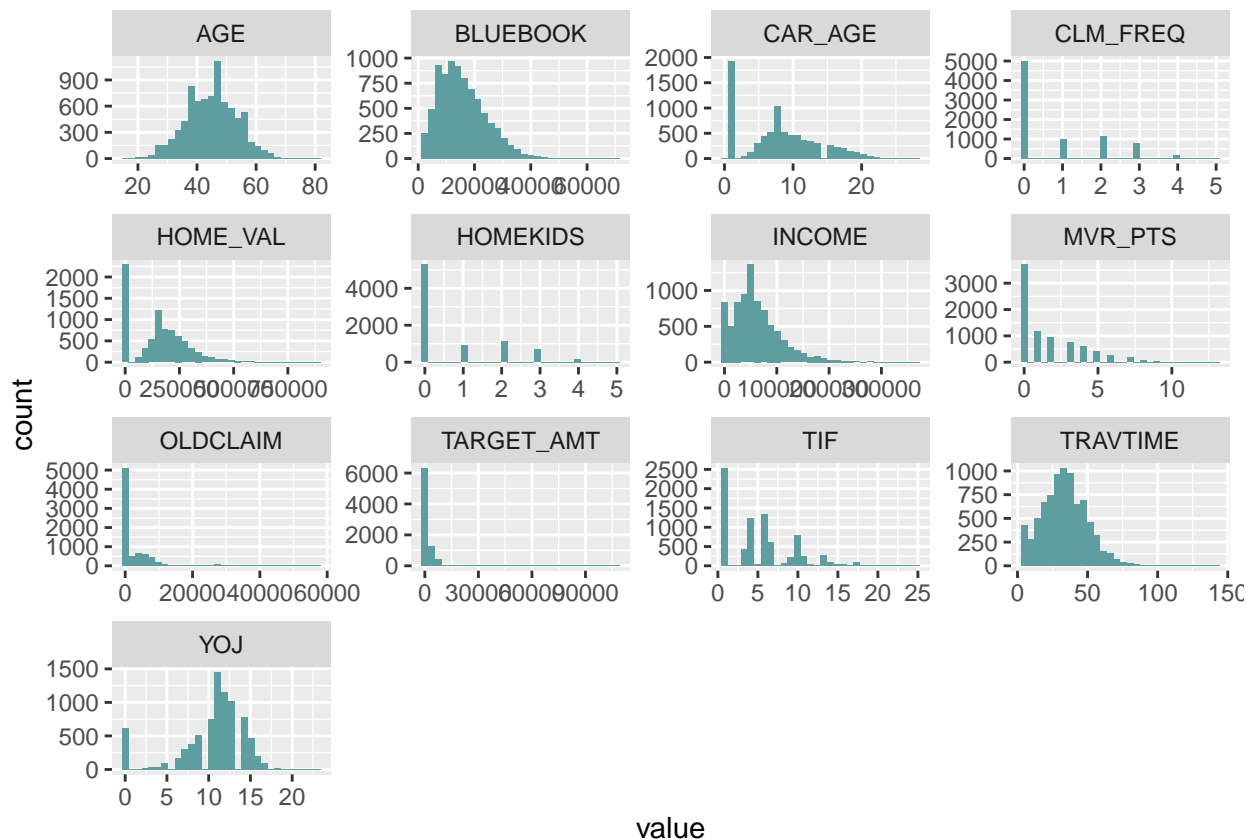 AGE
BLUEBOOK
CAR_AGE
CLM_FREQ
900
600
300
0
20 40 60 80
1000
750
500
250
0
0 20000 40000 60000
2000
1500
1000
500
0
0 10 20
5000
4000
3000
2000
1000
0
0 1 2 3 4 5
HOME_VAL
HOMEKIDS
INCOME
MVR_PTS
2000
1500
1000
500
0
0 250000 500000 750000
4000
2000
0
0 1 2 3 4 5
1000
500
0
0 100000 200000 300000
3000
2000
1000
0
0 5 10
count
OLDCLAIM
TARGET_AMT
TIF
TRAVTIME
5000
4000
3000
2000
1000
0
0 20000 40000 60000
6000
4000
2000
0
0 30000 60000 90000
2500
2000
1500
1000
500
0
0 5 10 15 20 25
1000
750
500
250
0
0 50 100 150
YOJ
1500
1000
500
0
0 5 10 15 20
value